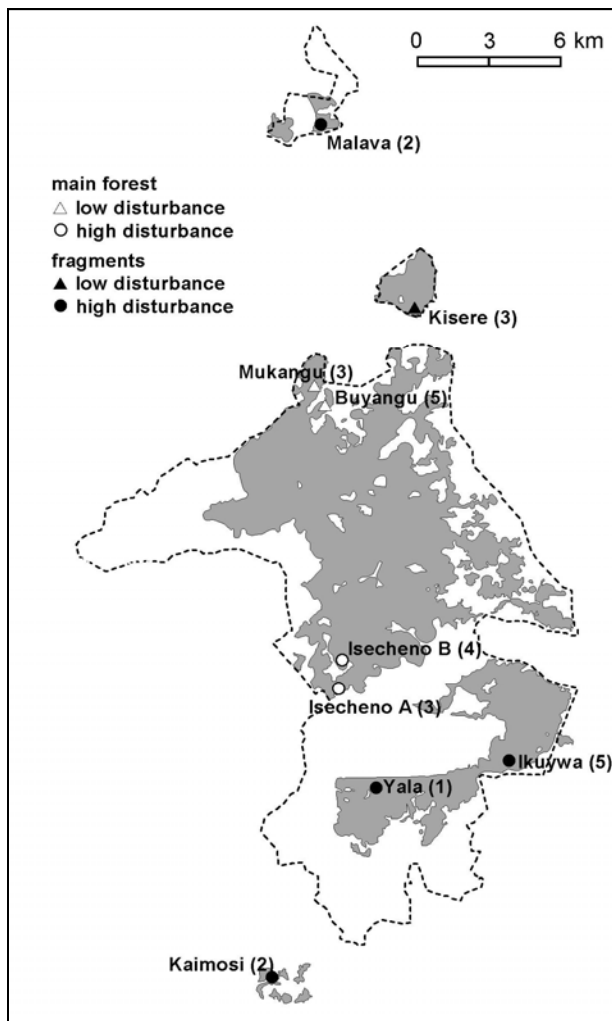 0 3 6 km
Malava (2)
main forest
low disturbance
high disturbance
fragments
low disturbance
high disturbance
Kisere (3)
Mukangu (3)
Buyangu (5)
Isecheno B (4)
Isecheno A (3)
Ikuywa (5)
Yala (1)
Kaimosi (2)